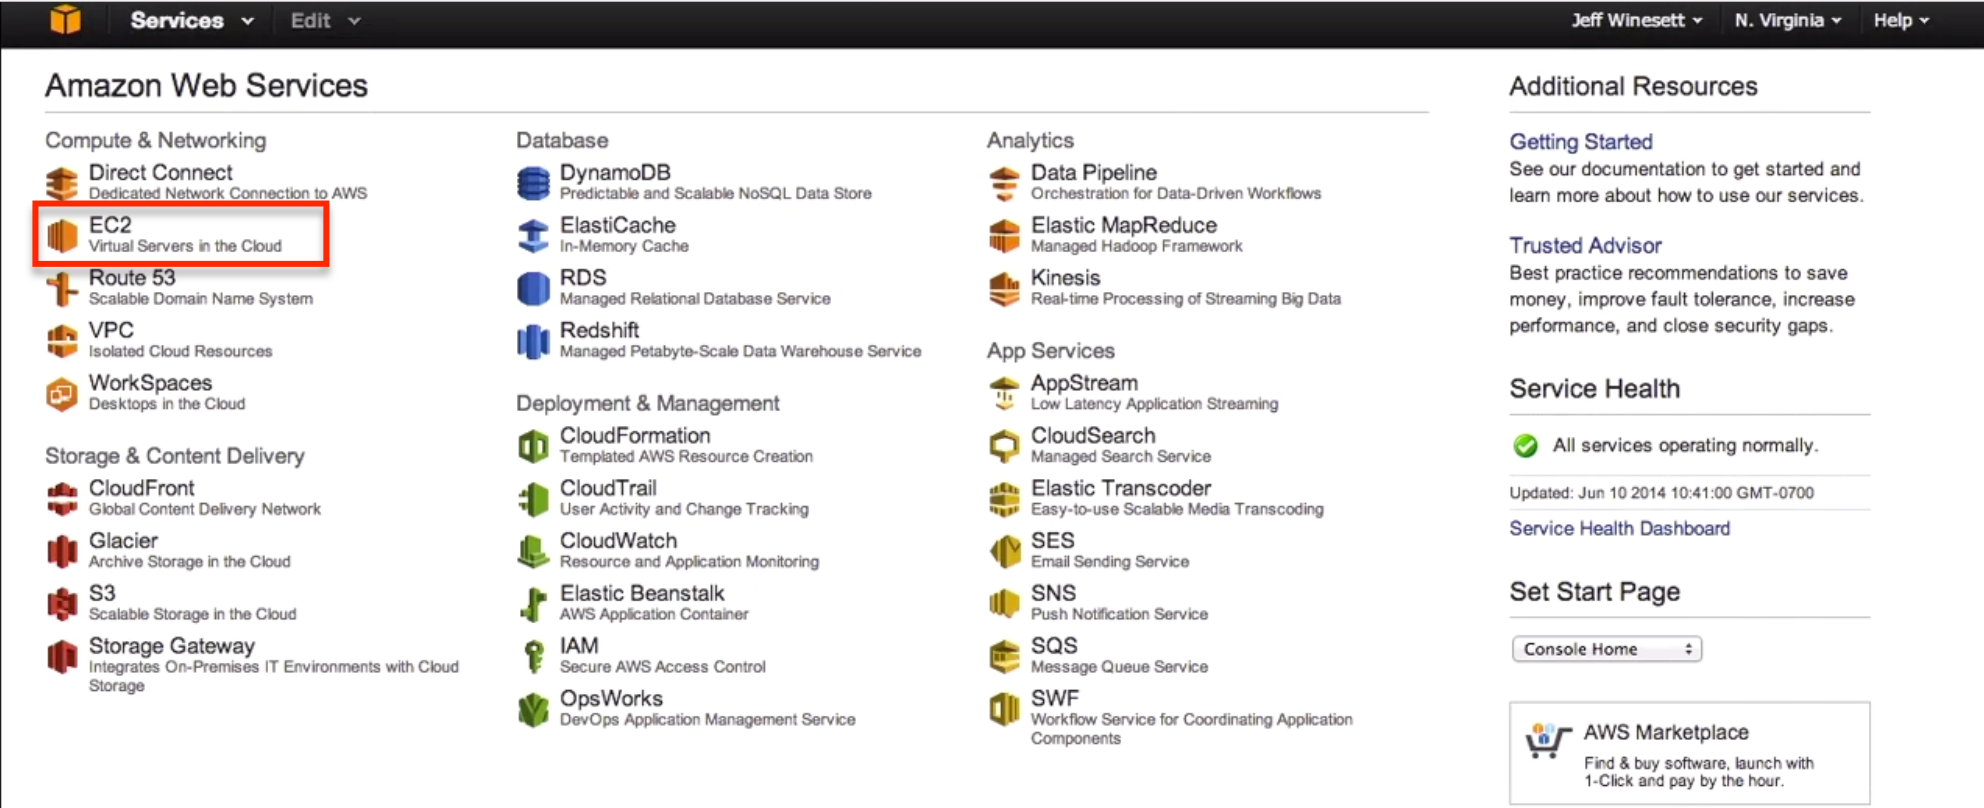 Services Edit Jeff Winesett N. Virginia Help
Amazon Web Services
Compute & Networking
Direct Connect
Dedicated Network Connection to AWS
EC2
Virtual Servers in the Cloud
Route 53
Scalable Domain Name System
VPC
Isolated Cloud Resources
WorkSpaces
Desktops in the Cloud
Storage & Content Delivery
CloudFront
Global Content Delivery Network
Glacier
Archive Storage in the Cloud
S3
Scalable Storage in the Cloud
Storage Gateway
Integrates On-Premises IT Environments with Cloud
Storage
Database
DynamoDB
Predictable and Scalable NoSQL Data Store
ElastiCache
In-Memory Cache
RDS
Managed Relational Database Service
Redshift
Managed Petabyte-Scale Data Warehouse Service
Deployment & Management
CloudFormation
Templated AWS Resource Creation
CloudTrail
User Activity and Change Tracking
CloudWatch
Resource and Application Monitoring
Elastic Beanstalk
AWS Application Container
IAM
Secure AWS Access Control
OpsWorks
DevOps Application Management Service
Analytics
Data Pipeline
Orchestration for Data-Driven Workflows
Elastic MapReduce
Managed Hadoop Framework
Kinesis
Real-time Processing of Streaming Big Data
App Services
AppStream
Low Latency Application Streaming
CloudSearch
Managed Search Service
Elastic Transcoder
Easy-to-use Scalable Media Transcoding
SES
Email Sending Service
SNS
Push Notification Service
SQS
Message Queue Service
SWF
Workflow Service for Coordinating Application
Components
Additional Resources
Getting Started
See our documentation to get started and
learn more about how to use our services.
Trusted Advisor
Best practice recommendations to save
money, improve fault tolerance, increase
performance, and close security gaps.
Service Health
All services operating normally.
Updated: Jun 10 2014 10:41:00 GMT-0700
Service Health Dashboard
Set Start Page
Console Home
AWS Marketplace
Find & buy software, launch with
1-Click and pay by the hour.